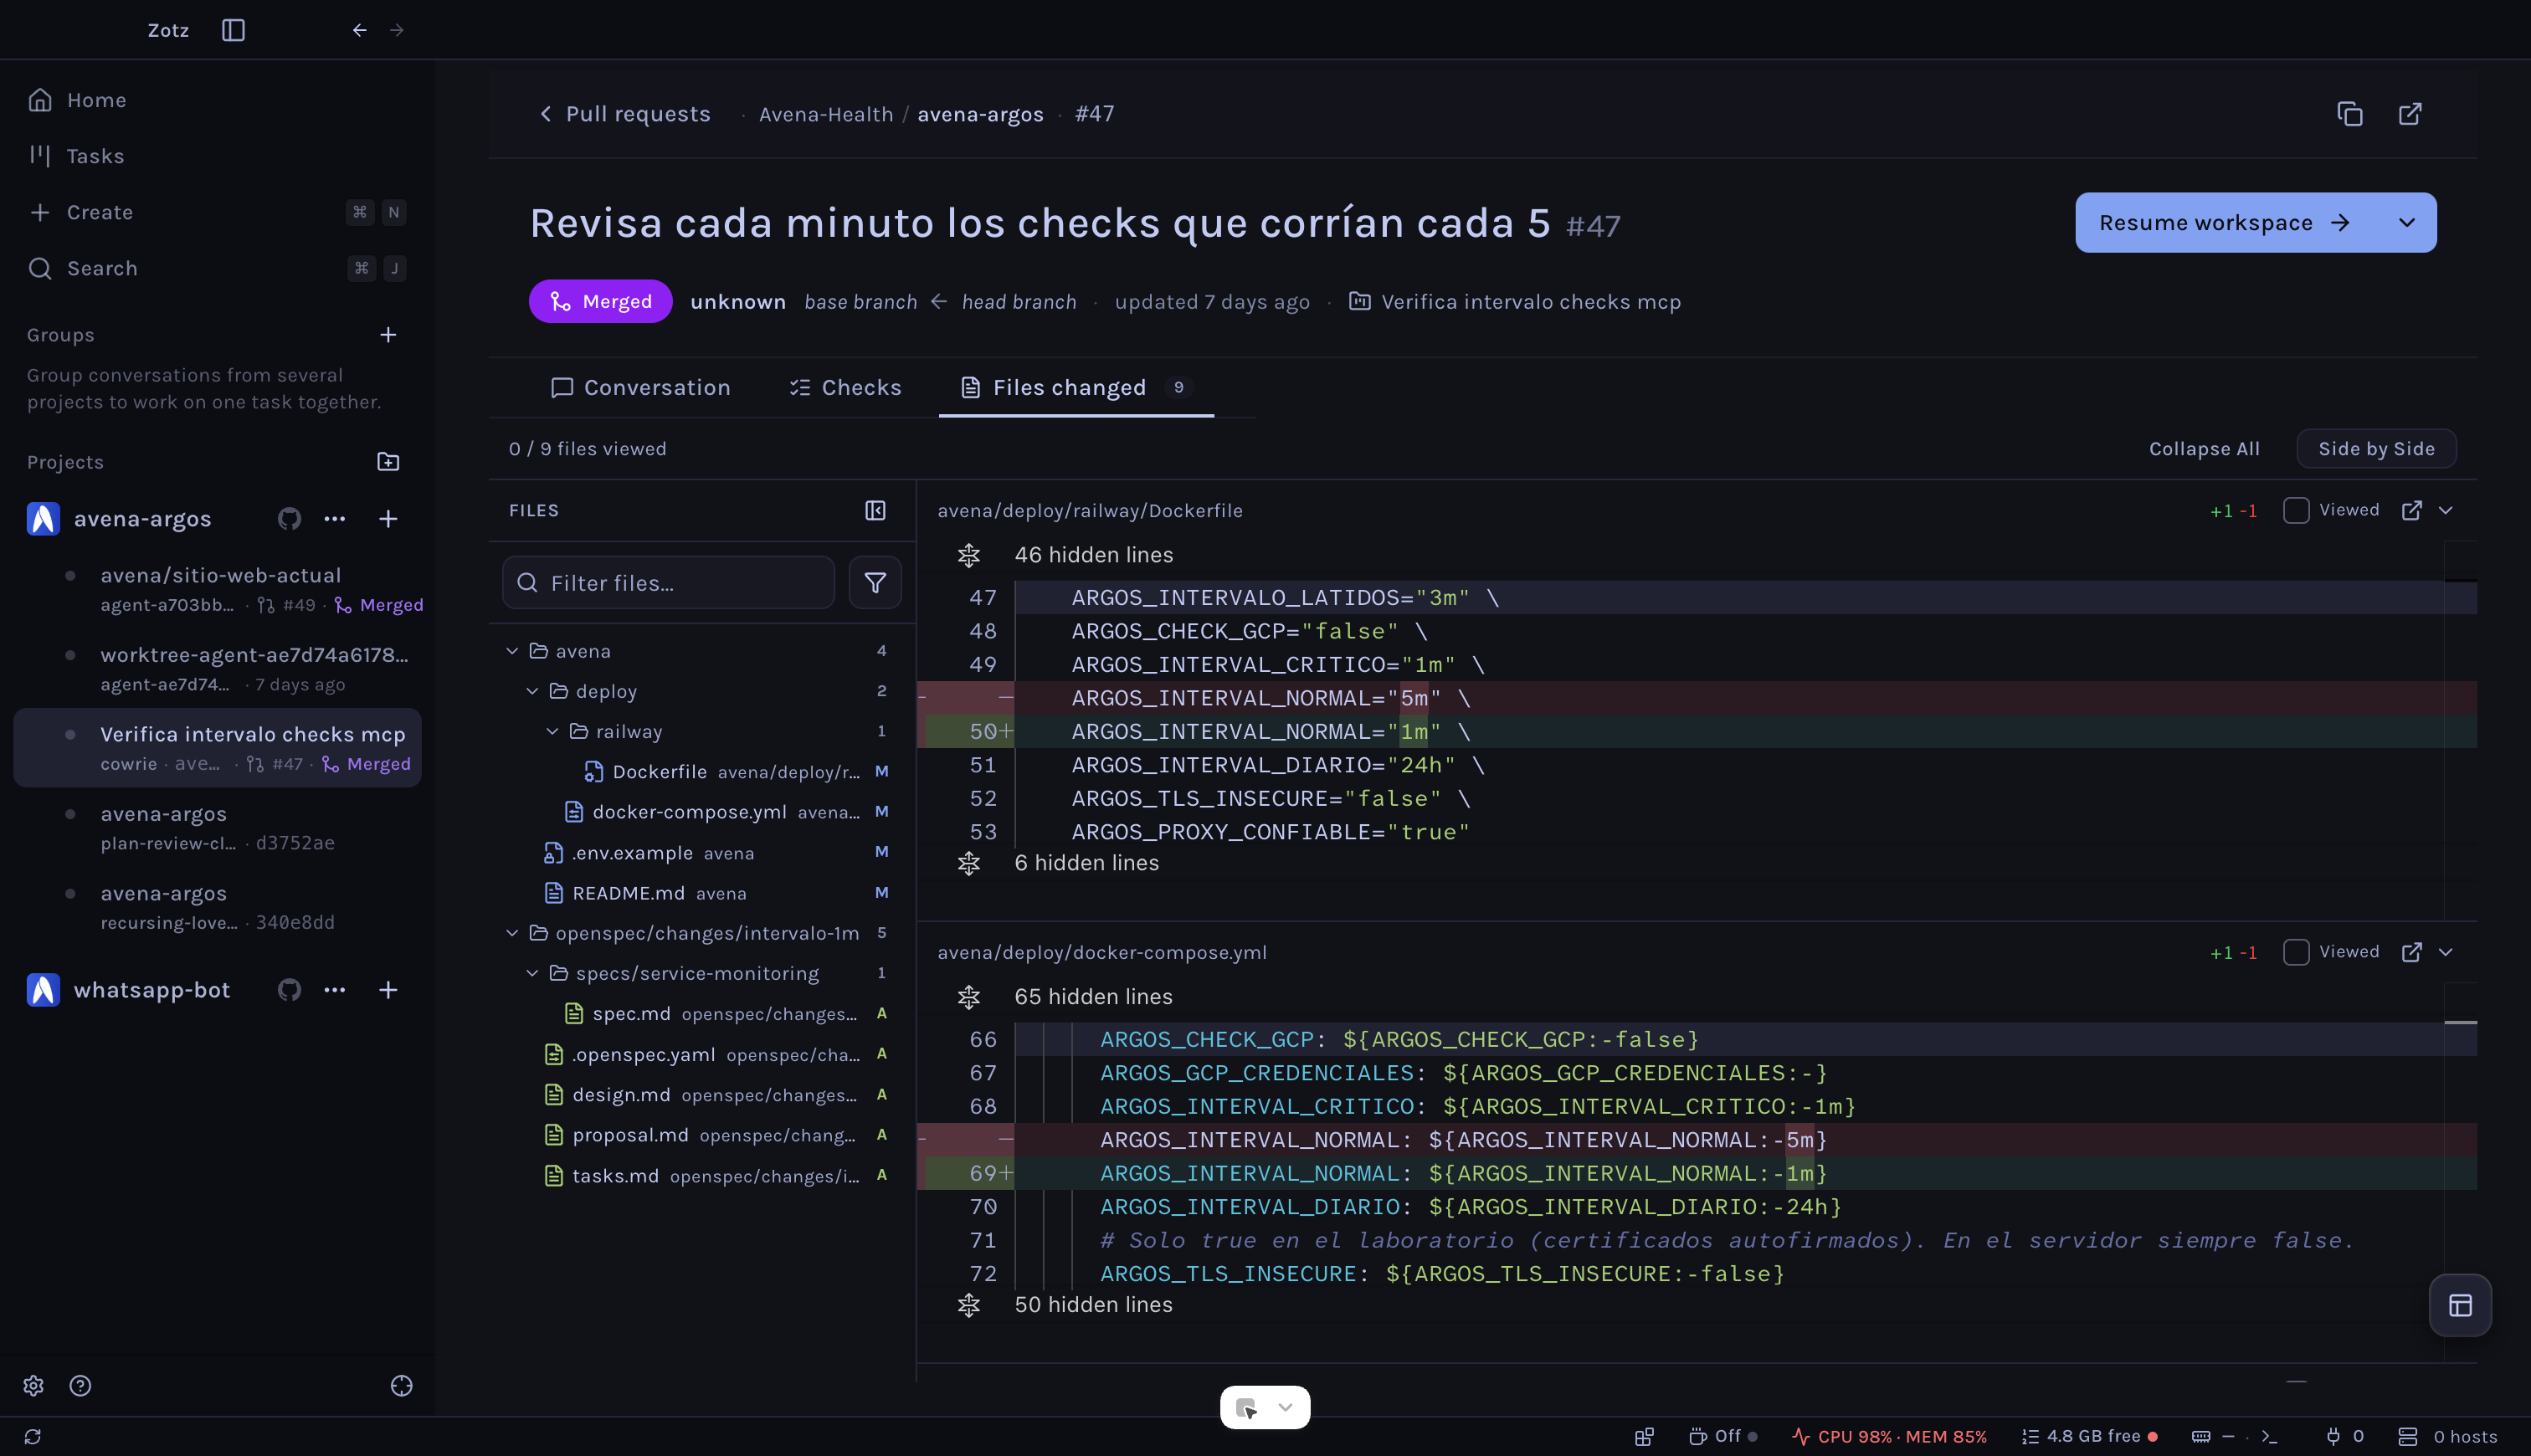 Zotz
Home
Tasks
Create ⌘ N
Search ⌘ J
Groups
Group conversations from several
projects to work on one task together.
Projects
avena-argos
avena/sitio-web-actual
agent-a703bb… · #49 · Merged
worktree-agent-ae7d74a6178…
agent-ae7d74… · 7 days ago
Verifica intervalo checks mcp
cowrie · ave… · #47 · Merged
avena-argos
plan-review-cl… · d3752ae
avena-argos
recursing-love… · 340e8dd
whatsapp-bot
Pull requests · Avena-Health / avena-argos · #47
Revisa cada minuto los checks que corrían cada 5 #47
Resume workspace
Merged unknown base branch ← head branch · updated 7 days ago · Verifica intervalo checks mcp
Conversation Checks Files changed 9
0 / 9 files viewed
Collapse All Side by Side
FILES
Filter files…
avena 4
deploy 2
railway 1
Dockerfile avena/deploy/r… M
docker-compose.yml avena… M
.env.example avena M
README.md avena M
openspec/changes/intervalo-1m 5
specs/service-monitoring 1
spec.md openspec/changes… A
.openspec.yaml openspec/cha… A
design.md openspec/changes… A
proposal.md openspec/chang… A
tasks.md openspec/changes/i… A
avena/deploy/railway/Dockerfile +1 -1 Viewed
46 hidden lines
47 ARGOS_INTERVALO_LATIDOS="3m" \
48 ARGOS_CHECK_GCP="false" \
49 ARGOS_INTERVAL_CRITICO="1m" \
- — ARGOS_INTERVAL_NORMAL="5m" \
50+ ARGOS_INTERVAL_NORMAL="1m" \
51 ARGOS_INTERVAL_DIARIO="24h" \
52 ARGOS_TLS_INSECURE="false" \
53 ARGOS_PROXY_CONFIABLE="true"
6 hidden lines
avena/deploy/docker-compose.yml +1 -1 Viewed
65 hidden lines
66 ARGOS_CHECK_GCP: ${ARGOS_CHECK_GCP:-false}
67 ARGOS_GCP_CREDENCIALES: ${ARGOS_GCP_CREDENCIALES:-}
68 ARGOS_INTERVAL_CRITICO: ${ARGOS_INTERVAL_CRITICO:-1m}
- — ARGOS_INTERVAL_NORMAL: ${ARGOS_INTERVAL_NORMAL:-5m}
69+ ARGOS_INTERVAL_NORMAL: ${ARGOS_INTERVAL_NORMAL:-1m}
70 ARGOS_INTERVAL_DIARIO: ${ARGOS_INTERVAL_DIARIO:-24h}
71 # Solo true en el laboratorio (certificados autofirmados). En el servidor siempre false.
72 ARGOS_TLS_INSECURE: ${ARGOS_TLS_INSECURE:-false}
50 hidden lines
Off CPU 98% · MEM 85% 4.8 GB free — · 0 0 hosts